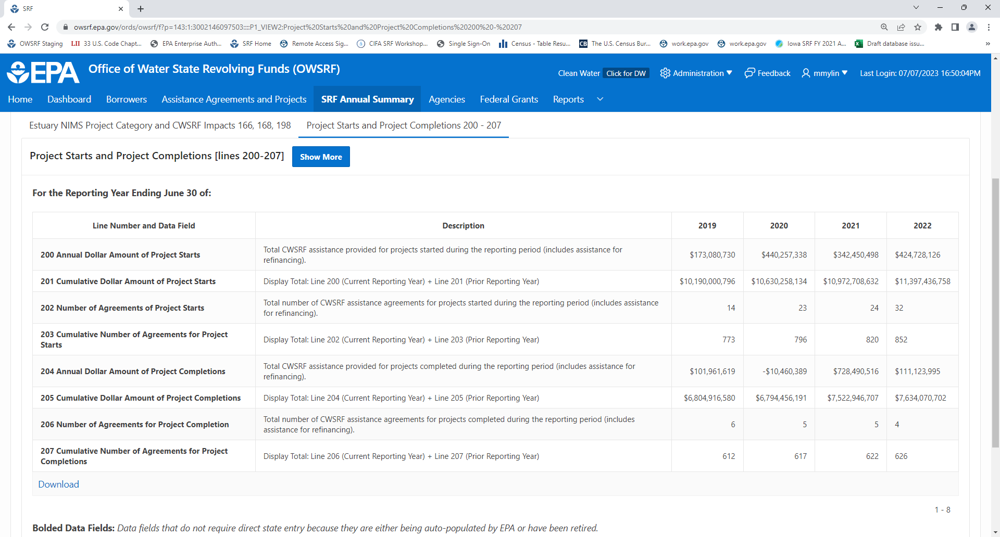 SRF
owsrf.epa.gov/ords/owsrf/f?p=143:1:3002146097503::::P1_VIEW2:Project%20Starts%20and%20Project%20Completions%20200%20-%20207
OWSRF Staging LII 33 U.S. Code Chapt... EPA Enterprise Auth... SRF Home Remote Access Sig... CIFA SRF Workshop... Single Sign-On Census - Table Resu... CB The U.S. Census Bur... work.epa.gov work.epa.gov Iowa SRF FY 2021 A... Draft database issu... »
EPA Office of Water State Revolving Funds (OWSRF)
Clean Water Click for DW Administration Feedback mmylin Last Login: 07/07/2023 16:50:04PM
Home Dashboard Borrowers Assistance Agreements and Projects SRF Annual Summary Agencies Federal Grants Reports
Estuary NIMS Project Category and CWSRF Impacts 166, 168, 198 Project Starts and Project Completions 200 - 207
Project Starts and Project Completions [lines 200-207] Show More
For the Reporting Year Ending June 30 of:
Line Number and Data Field Description 2019 2020 2021 2022
200 Annual Dollar Amount of Project Starts Total CWSRF assistance provided for projects started during the reporting period (includes assistance for
refinancing). $173,080,730 $440,257,338 $342,450,498 $424,728,126
201 Cumulative Dollar Amount of Project Starts Display Total: Line 200 (Current Reporting Year) + Line 201 (Prior Reporting Year) $10,190,000,796 $10,630,258,134 $10,972,708,632 $11,397,436,758
202 Number of Agreements of Project Starts Total number of CWSRF assistance agreements for projects started during the reporting period (includes assistance
for refinancing). 14 23 24 32
203 Cumulative Number of Agreements for Project
Starts Display Total: Line 202 (Current Reporting Year) + Line 203 (Prior Reporting Year) 773 796 820 852
204 Annual Dollar Amount of Project Completions Total CWSRF assistance provided for projects completed during the reporting period (includes assistance for
refinancing). $101,961,619 -$10,460,389 $728,490,516 $111,123,995
205 Cumulative Dollar Amount of Project Completions Display Total: Line 204 (Current Reporting Year) + Line 205 (Prior Reporting Year) $6,804,916,580 $6,794,456,191 $7,522,946,707 $7,634,070,702
206 Number of Agreements for Project Completion Total number of CWSRF assistance agreements for projects completed during the reporting period (includes
assistance for refinancing). 6 5 5 4
207 Cumulative Number of Agreements for Project
Completions Display Total: Line 206 (Current Reporting Year) + Line 207 (Prior Reporting Year) 612 617 622 626
Download
1 - 8
Bolded Data Fields: Data fields that do not require direct state entry because they are either being auto-populated by EPA or have been retired.